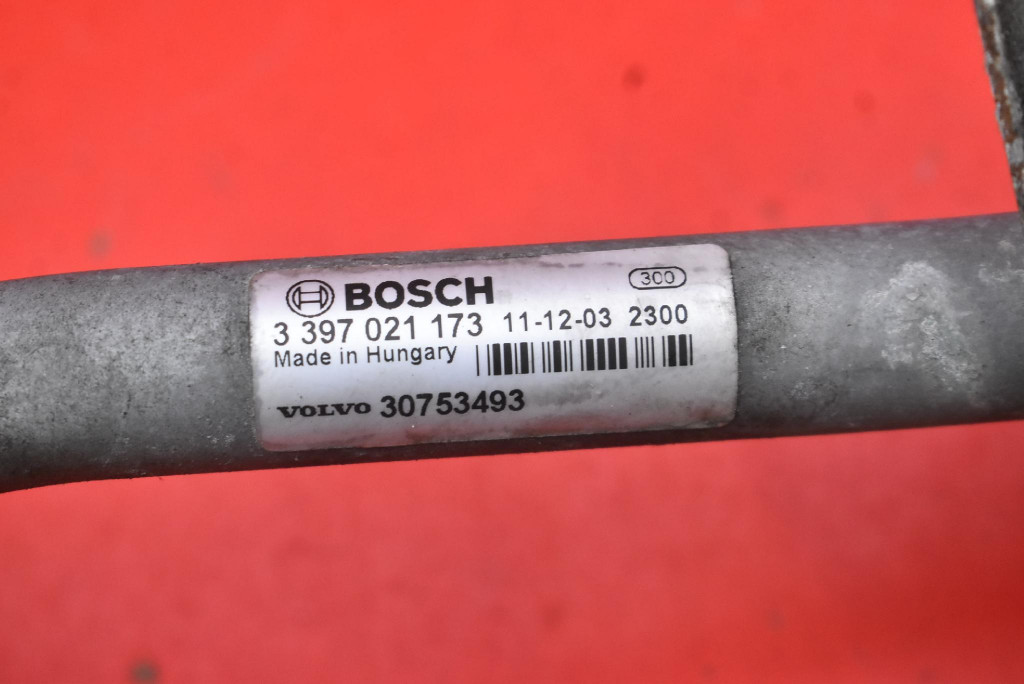 BOSCH 300
3 397 021 173 11-12-03 2300
Made in Hungary
VOLVO 30753493